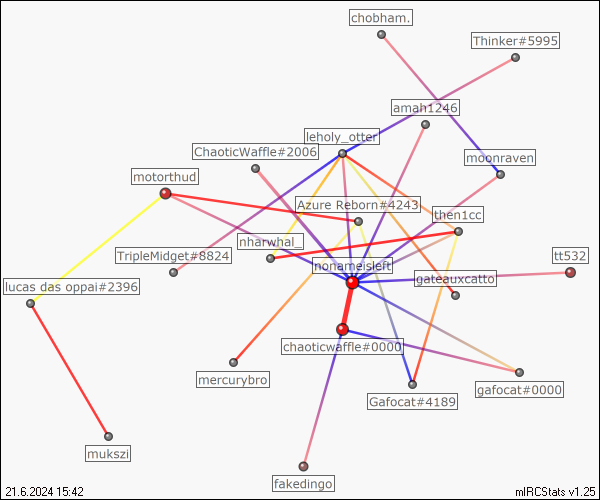 chobham.
Thinker#5995
amah1246
leholy_otter
ChaoticWaffle#2006
moonraven
motorthud
Azure Reborn#4243
then1cc
nharwhal_
TripleMidget#8824
nonameisleft
tt532
gateauxcatto
lucas das oppai#2396
chaoticwaffle#0000
mercurybro
gafocat#0000
Gafocat#4189
mukszi
fakedingo
21.6.2024 15:42
mIRCStats v1.25